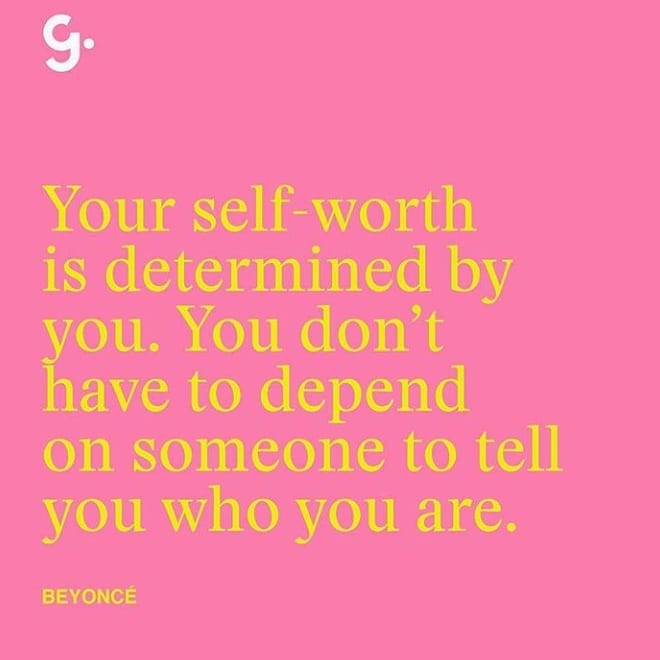 g.
Your self-worth
is determined by
you. You don’t
have to depend
on someone to tell
you who you are.
BEYONCÉ